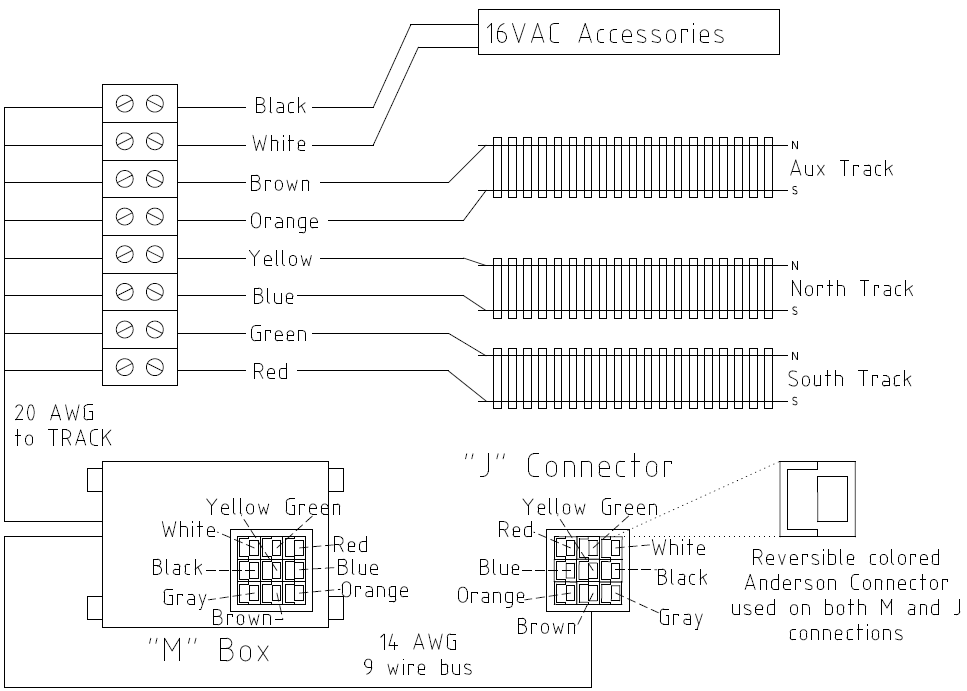 16VAC Accessories
Black
White
Brown
Orange
Yellow
Blue
Green
Red
N
Aux Track
S
N
North Track
S
N
South Track
S
20 AWG
to TRACK
Yellow Green
White
Red
Black
Blue
Gray
Orange
Brown
"M" Box
"J" Connector
Yellow Green
Red
White
Blue
Black
Orange
Gray
Brown
14 AWG
9 wire bus
Reversible colored
Anderson Connector
used on both M and J
connections